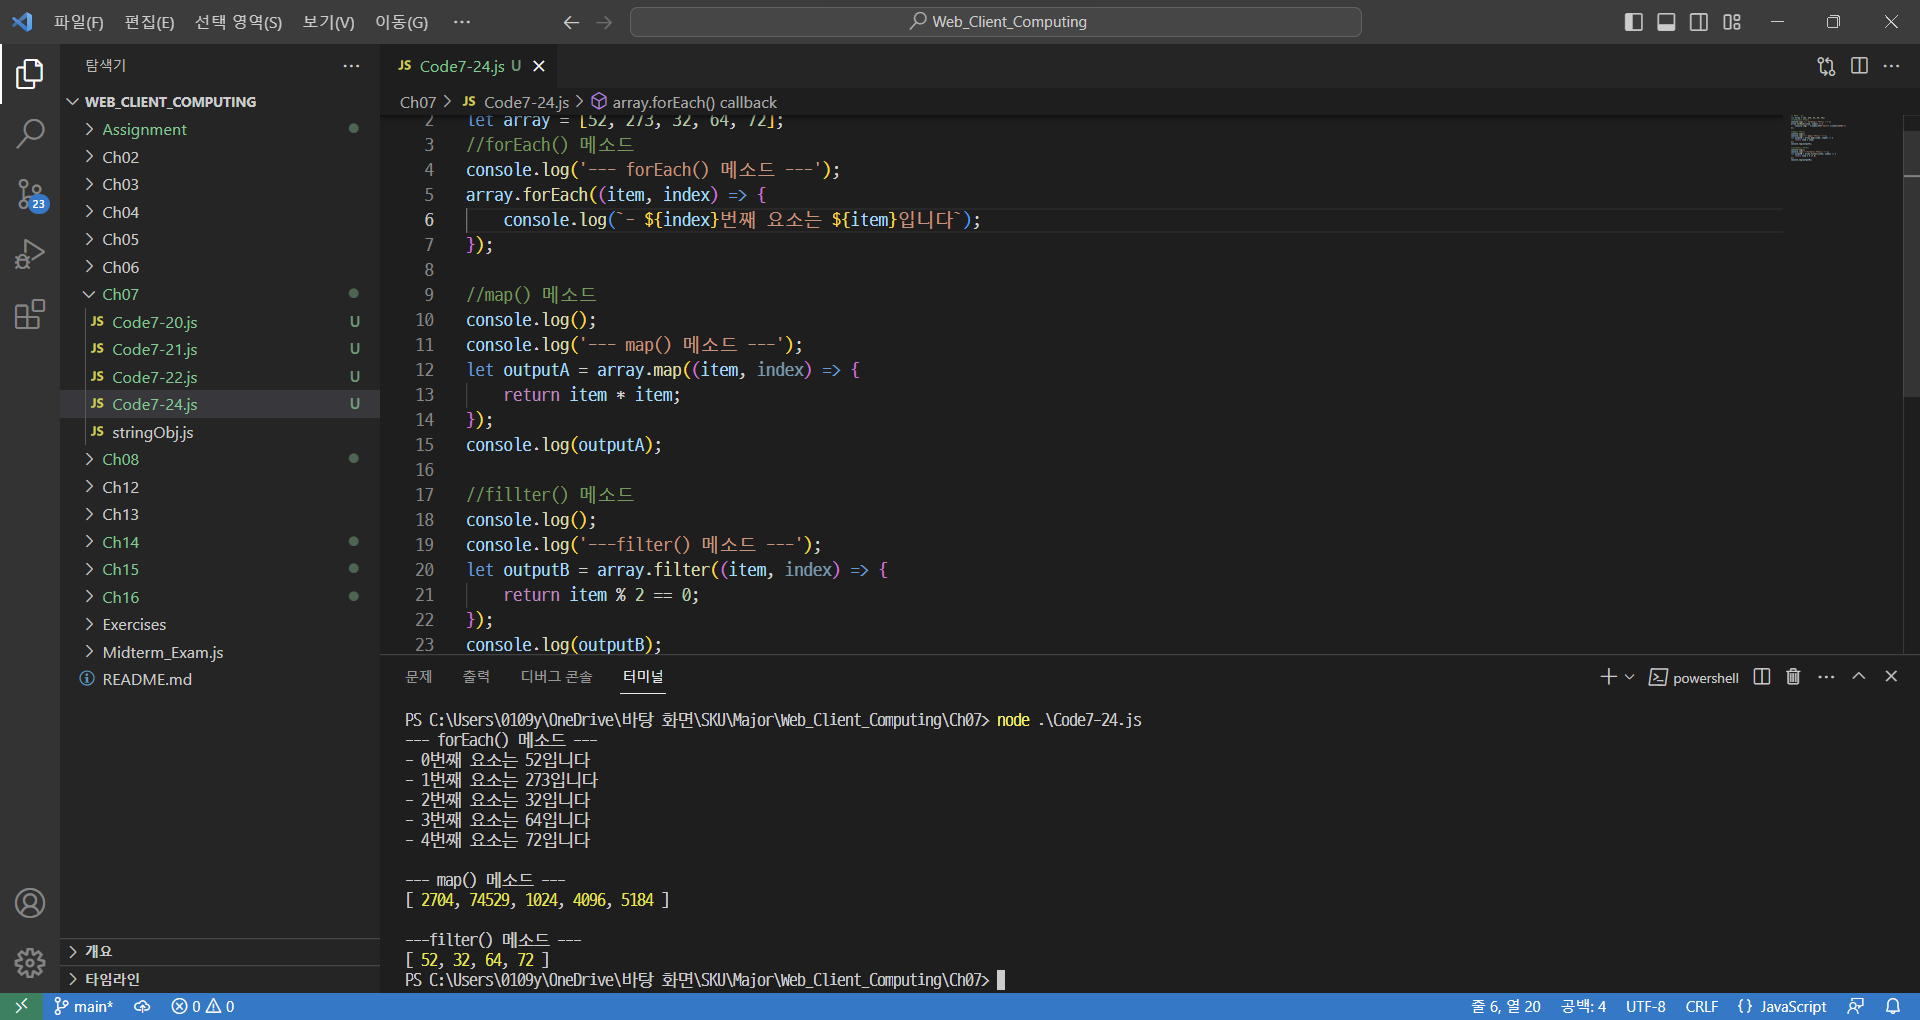 파일(F) 편집(E) 선택 영역(S) 보기(V) 이동(G) ··· Web_Client_Computing
탐색기
WEB_CLIENT_COMPUTING
Assignment
Ch02
Ch03
Ch04
Ch05
Ch06
Ch07
JS Code7-20.js U
JS Code7-21.js U
JS Code7-22.js U
JS Code7-24.js U
JS stringObj.js
Ch08
Ch12
Ch13
Ch14
Ch15
Ch16
Exercises
Midterm_Exam.js
README.md
개요
타임라인
23
JS Code7-24.js U
Ch07 > JS Code7-24.js > array.forEach() callback
2 let array = [52, 273, 32, 64, 72];
3 //forEach() 메소드
4 console.log('--- forEach() 메소드 ---');
5 array.forEach((item, index) => {
6 console.log(`- ${index}번째 요소는 ${item}입니다`);
7 });
8
9 //map() 메소드
10 console.log();
11 console.log('--- map() 메소드 ---');
12 let outputA = array.map((item, index) => {
13 return item * item;
14 });
15 console.log(outputA);
16
17 //fillter() 메소드
18 console.log();
19 console.log('---filter() 메소드 ---');
20 let outputB = array.filter((item, index) => {
21 return item % 2 == 0;
22 });
23 console.log(outputB);
문제 출력 디버그 콘솔 터미널 powershell
PS C:\Users\0109y\OneDrive\바탕 화면\SKU\Major\Web_Client_Computing\Ch07> node .\Code7-24.js
--- forEach() 메소드 ---
- 0번째 요소는 52입니다
- 1번째 요소는 273입니다
- 2번째 요소는 32입니다
- 3번째 요소는 64입니다
- 4번째 요소는 72입니다
--- map() 메소드 ---
[ 2704, 74529, 1024, 4096, 5184 ]
---filter() 메소드 ---
[ 52, 32, 64, 72 ]
PS C:\Users\0109y\OneDrive\바탕 화면\SKU\Major\Web_Client_Computing\Ch07>
main* 0 0 줄 6, 열 20 공백: 4 UTF-8 CRLF {} JavaScript